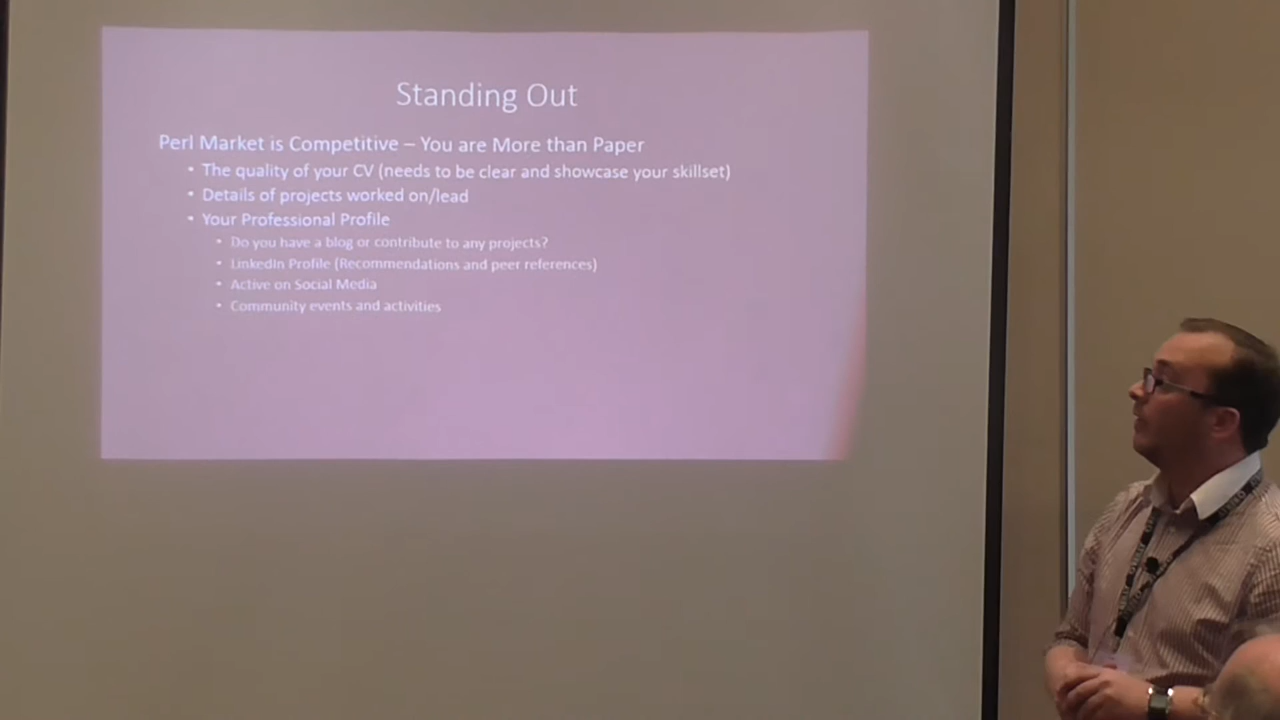 Standing Out
Perl Market is Competitive – You are More than Paper
• The quality of your CV (needs to be clear and showcase your skillset)
• Details of projects worked on/lead
• Your Professional Profile
• Do you have a blog or contribute to any projects?
• LinkedIn Profile (Recommendations and peer references)
• Active on Social Media
• Community events and activities